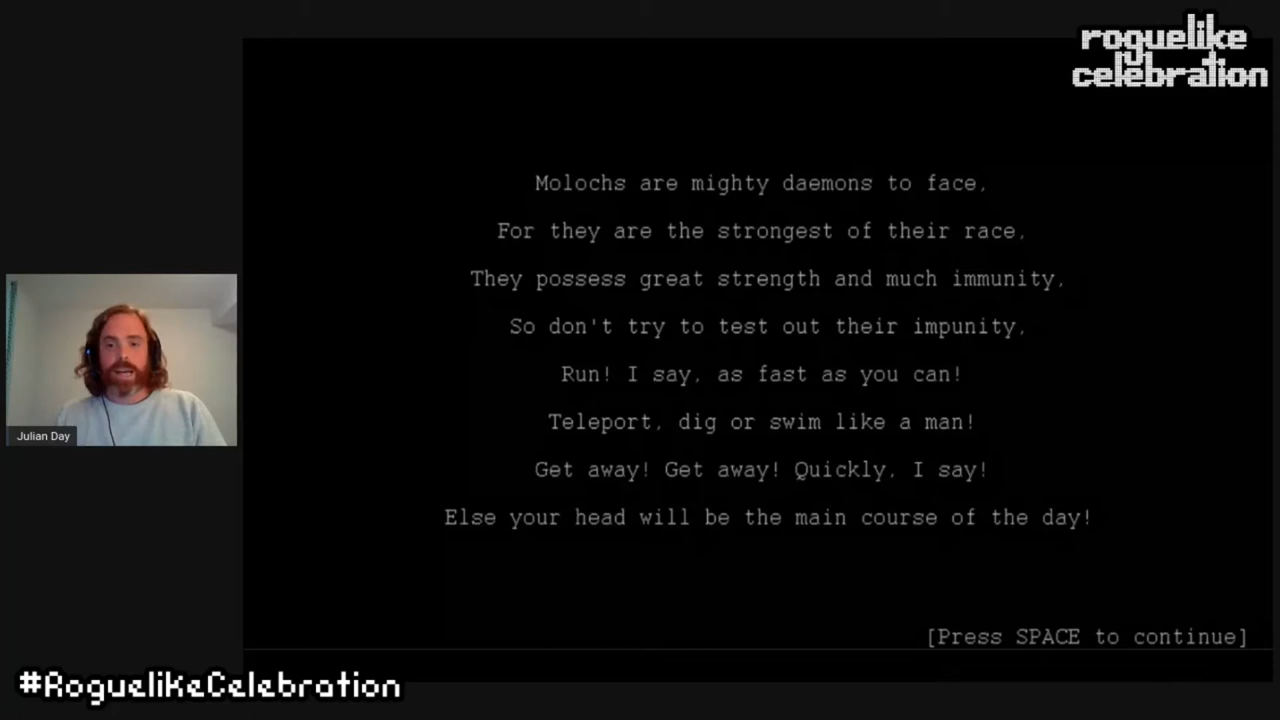 roguelike
celebration
Molochs are mighty daemons to face,
For they are the strongest of their race,
They possess great strength and much immunity,
So don't try to test out their impunity,
Run! I say, as fast as you can!
Teleport, dig or swim like a man!
Get away! Get away! Quickly, I say!
Else your head will be the main course of the day!
Julian Day
[Press SPACE to continue]
#RoguelikeCelebration